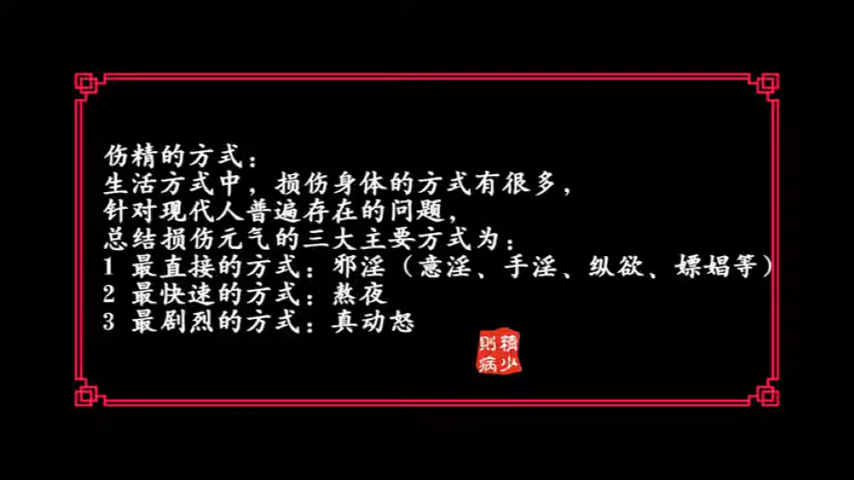 伤精的方式：
生活方式中，损伤身体的方式有很多，
针对现代人普遍存在的问题，
总结损伤元气的三大主要方式为：
1 最直接的方式：邪淫（意淫、手淫、纵欲、嫖娼等）
2 最快速的方式：熬夜
3 最剧烈的方式：真动怒
精少
则病